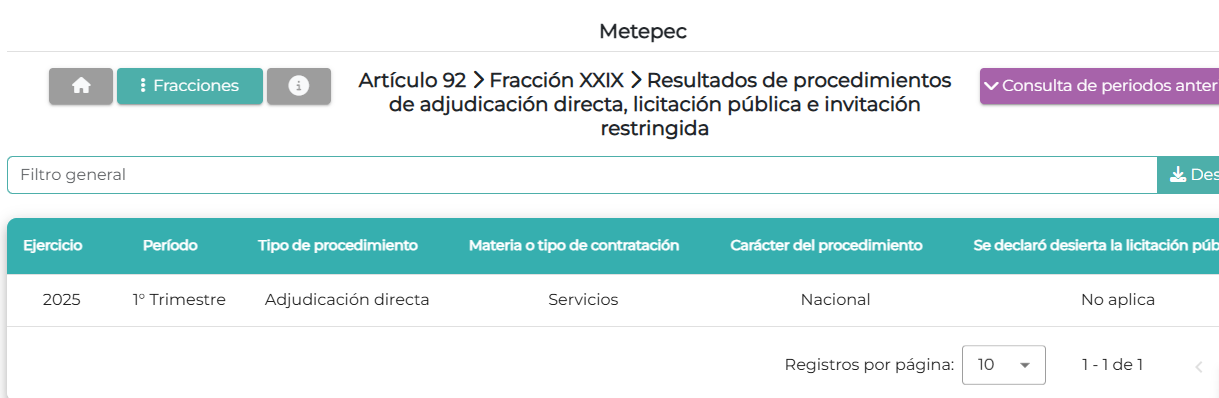 Metepec
Fracciones
Artículo 92 > Fracción XXIX > Resultados de procedimientos
de adjudicación directa, licitación pública e invitación
restringida
Consulta de periodos anter
Filtro general
Des
Ejercicio Período Tipo de procedimiento Materia o tipo de contratación Carácter del procedimiento Se declaró desierta la licitación púb
2025 1° Trimestre Adjudicación directa Servicios Nacional No aplica
Registros por página: 10 1 - 1 de 1